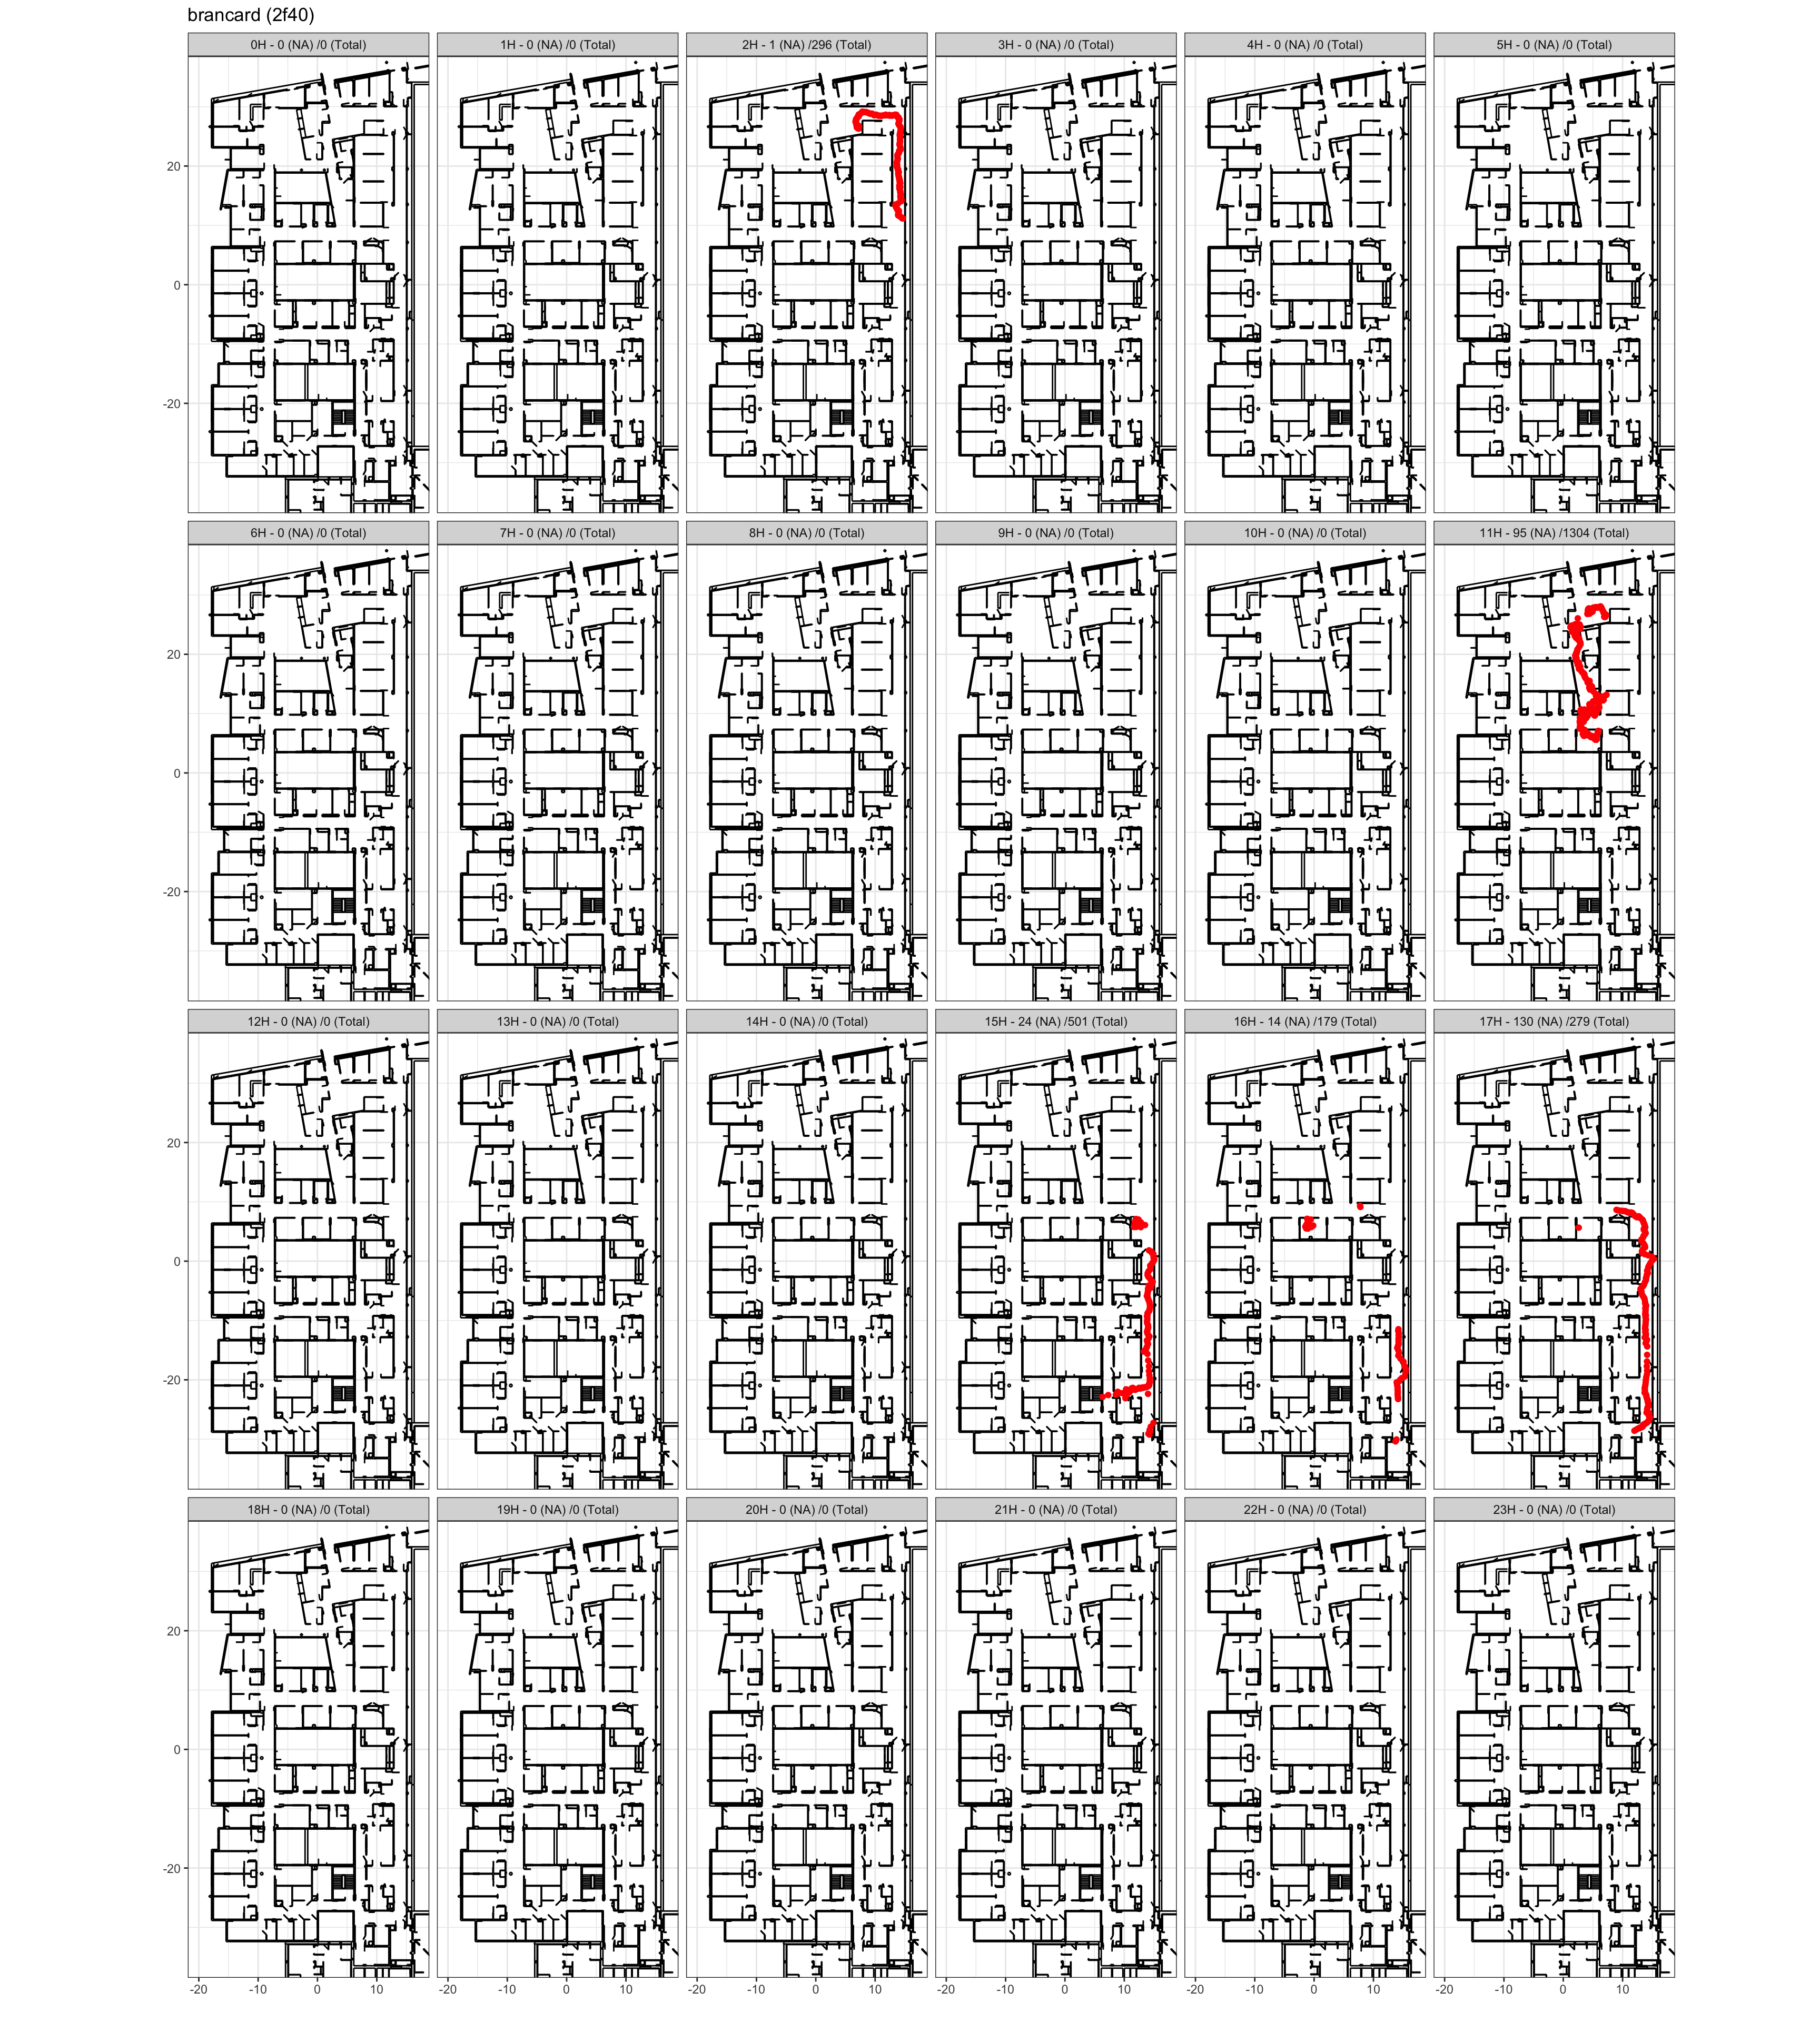 brancard (2f40)
0H - 0 (NA) /0 (Total) 1H - 0 (NA) /0 (Total) 2H - 1 (NA) /296 (Total) 3H - 0 (NA) /0 (Total) 4H - 0 (NA) /0 (Total) 5H - 0 (NA) /0 (Total)
20
0
-20
6H - 0 (NA) /0 (Total) 7H - 0 (NA) /0 (Total) 8H - 0 (NA) /0 (Total) 9H - 0 (NA) /0 (Total) 10H - 0 (NA) /0 (Total) 11H - 95 (NA) /1304 (Total)
20
0
-20
12H - 0 (NA) /0 (Total) 13H - 0 (NA) /0 (Total) 14H - 0 (NA) /0 (Total) 15H - 24 (NA) /501 (Total) 16H - 14 (NA) /179 (Total) 17H - 130 (NA) /279 (Total)
20
0
-20
18H - 0 (NA) /0 (Total) 19H - 0 (NA) /0 (Total) 20H - 0 (NA) /0 (Total) 21H - 0 (NA) /0 (Total) 22H - 0 (NA) /0 (Total) 23H - 0 (NA) /0 (Total)
20
0
-20
-20 -10 0 10 -20 -10 0 10 -20 -10 0 10 -20 -10 0 10 -20 -10 0 10 -20 -10 0 10